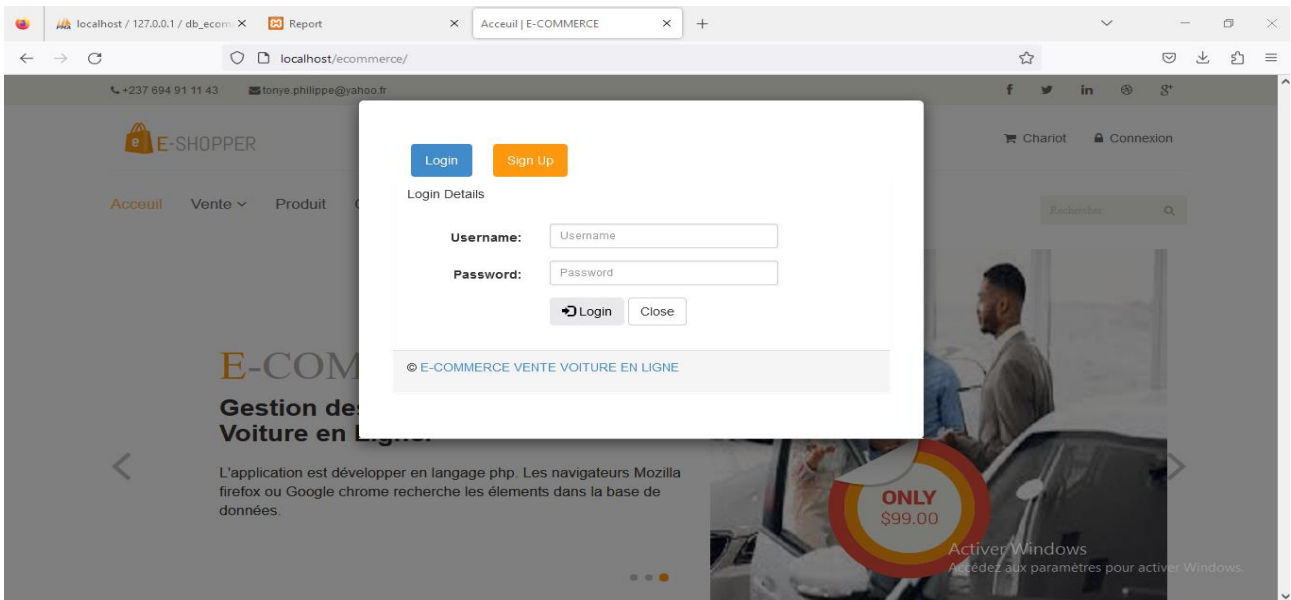 localhost / 127.0.0.1 / db_ecom
Report
Acceuil | E-COMMERCE
localhost/ecommerce/
+237 694 91 11 43 tonye.philippe@yahoo.fr
E-SHOPPER
Chariot Connexion
Acceuil Vente Produit
Rechercher
Login Sign Up
Login Details
Username: Username
Password: Password
Login Close
© E-COMMERCE VENTE VOITURE EN LIGNE
E-COM
Gestion des
Voiture en Ligne.
L'application est développer en langage php. Les navigateurs Mozilla
firefox ou Google chrome recherche les élements dans la base de
données.
ONLY
$99.00
Activer Windows
Accédez aux paramètres pour activer Windows.